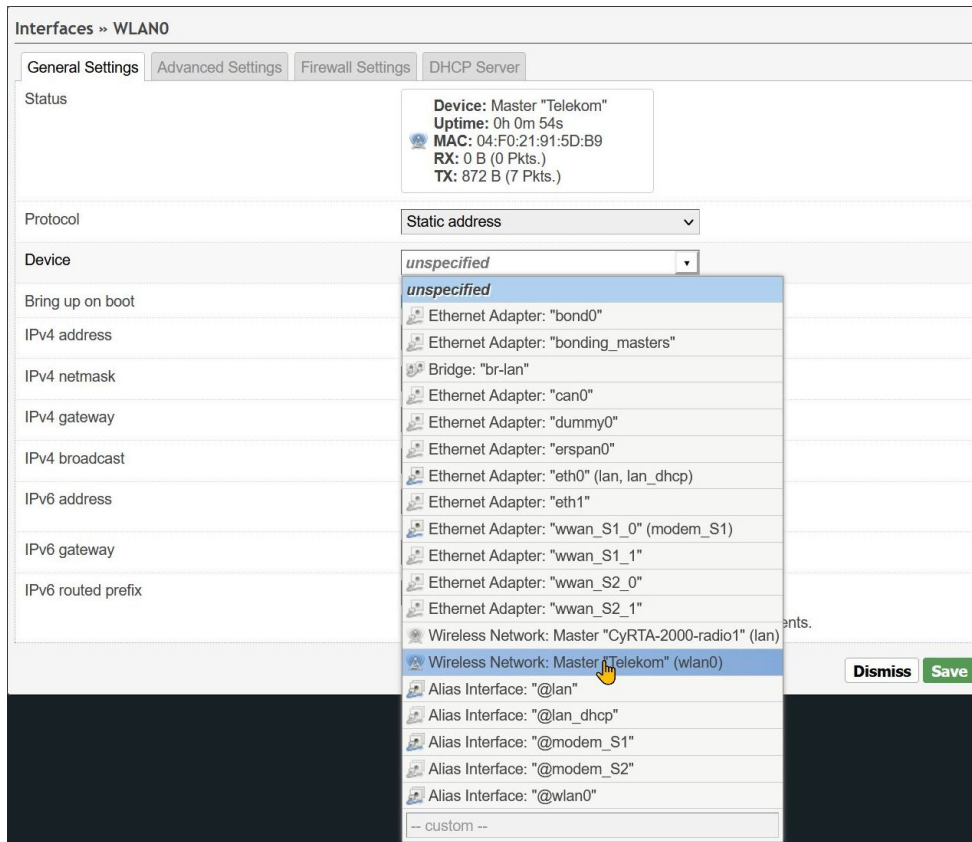 Interfaces » WLAN0
General Settings
Advanced Settings
Firewall Settings
DHCP Server
Status
Device: Master "Telekom"
Uptime: 0h 0m 54s
MAC: 04:F0:21:91:5D:B9
RX: 0 B (0 Pkts.)
TX: 872 B (7 Pkts.)
Protocol
Static address
Device
unspecified
unspecified
Bring up on boot
Ethernet Adapter: "bond0"
IPv4 address
Ethernet Adapter: "bonding_masters"
Bridge: "br-lan"
IPv4 netmask
Ethernet Adapter: "can0"
IPv4 gateway
Ethernet Adapter: "dummy0"
Ethernet Adapter: "erspan0"
IPv4 broadcast
Ethernet Adapter: "eth0" (lan, lan_dhcp)
IPv6 address
Ethernet Adapter: "eth1"
Ethernet Adapter: "wwan_S1_0" (modem_S1)
IPv6 gateway
Ethernet Adapter: "wwan_S1_1"
Ethernet Adapter: "wwan_S2_0"
IPv6 routed prefix
Ethernet Adapter: "wwan_S2_1"
ents.
Wireless Network: Master "CyRTA-2000-radio1" (lan)
Wireless Network: Master "Telekom" (wlan0)
Dismiss
Save
Alias Interface: "@lan"
Alias Interface: "@lan_dhcp"
Alias Interface: "@modem_S1"
Alias Interface: "@modem_S2"
Alias Interface: "@wlan0"
-- custom --